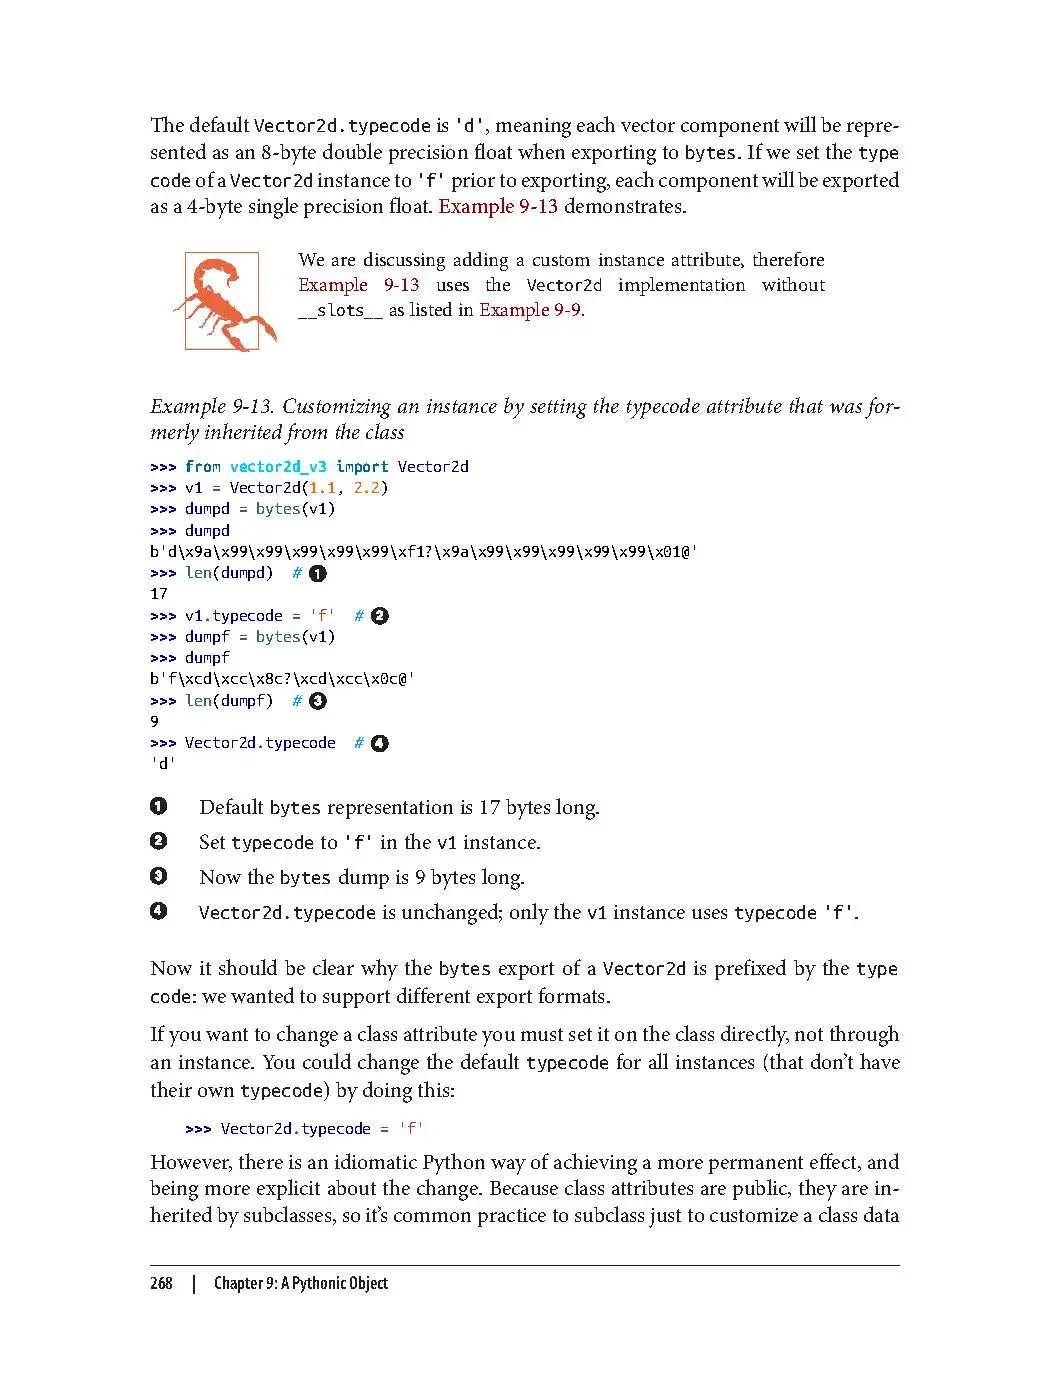 The default Vector2d.typecode is 'd', meaning each vector component will be repre-
sented as an 8-byte double precision float when exporting to bytes. If we set the type
code of a Vector2d instance to 'f' prior to exporting, each component will be exported
as a 4-byte single precision float. Example 9-13 demonstrates.
We are discussing adding a custom instance attribute, therefore
Example 9-13 uses the Vector2d implementation without
__slots__ as listed in Example 9-9.
Example 9-13. Customizing an instance by setting the typecode attribute that was for-
merly inherited from the class
>>> from vector2d_v3 import Vector2d
>>> v1 = Vector2d(1.1, 2.2)
>>> dumpd = bytes(v1)
>>> dumpd
b'd\x9a\x99\x99\x99\x99\x99\xf1?\x9a\x99\x99\x99\x99\x99\x01@'
>>> len(dumpd)  # ❶
17
>>> v1.typecode = 'f'  # ❷
>>> dumpf = bytes(v1)
>>> dumpf
b'f\xcd\xcc\x8c?\xcd\xcc\x0c@'
>>> len(dumpf)  # ❸
9
>>> Vector2d.typecode  # ❹
'd'
❶ Default bytes representation is 17 bytes long.
❷ Set typecode to 'f' in the v1 instance.
❸ Now the bytes dump is 9 bytes long.
❹ Vector2d.typecode is unchanged; only the v1 instance uses typecode 'f'.
Now it should be clear why the bytes export of a Vector2d is prefixed by the type
code: we wanted to support different export formats.
If you want to change a class attribute you must set it on the class directly, not through
an instance. You could change the default typecode for all instances (that don’t have
their own typecode) by doing this:
>>> Vector2d.typecode = 'f'
However, there is an idiomatic Python way of achieving a more permanent effect, and
being more explicit about the change. Because class attributes are public, they are in-
herited by subclasses, so it’s common practice to subclass just to customize a class data
268 | Chapter 9: A Pythonic Object